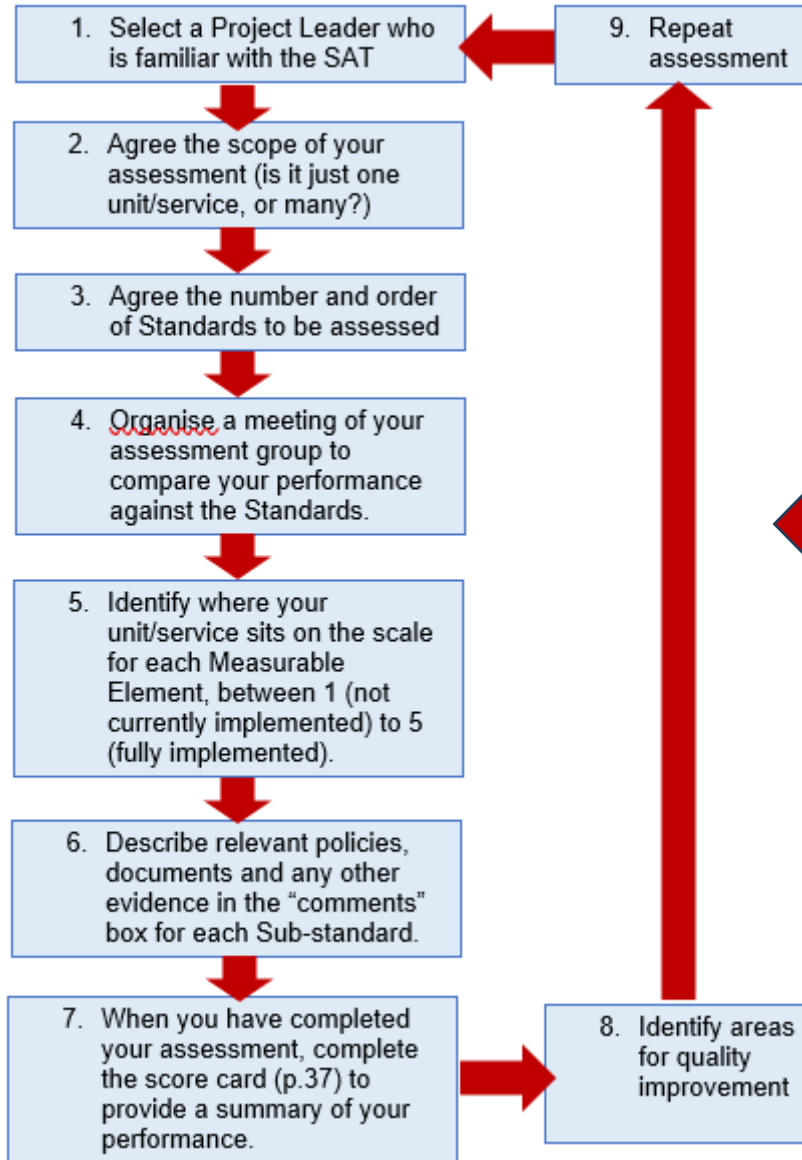 1. Select a Project Leader who
is familiar with the SAT
2. Agree the scope of your
assessment (is it just one
unit/service, or many?)
3. Agree the number and order
of Standards to be assessed
4. Organise a meeting of your
assessment group to
compare your performance
against the Standards.
5. Identify where your
unit/service sits on the scale
for each Measurable
Element, between 1 (not
currently implemented) to 5
(fully implemented).
6. Describe relevant policies,
documents and any other
evidence in the “comments”
box for each Sub-standard.
7. When you have completed
your assessment, complete
the score card (p.37) to
provide a summary of your
performance.
8. Identify areas
for quality
improvement
9. Repeat
assessment